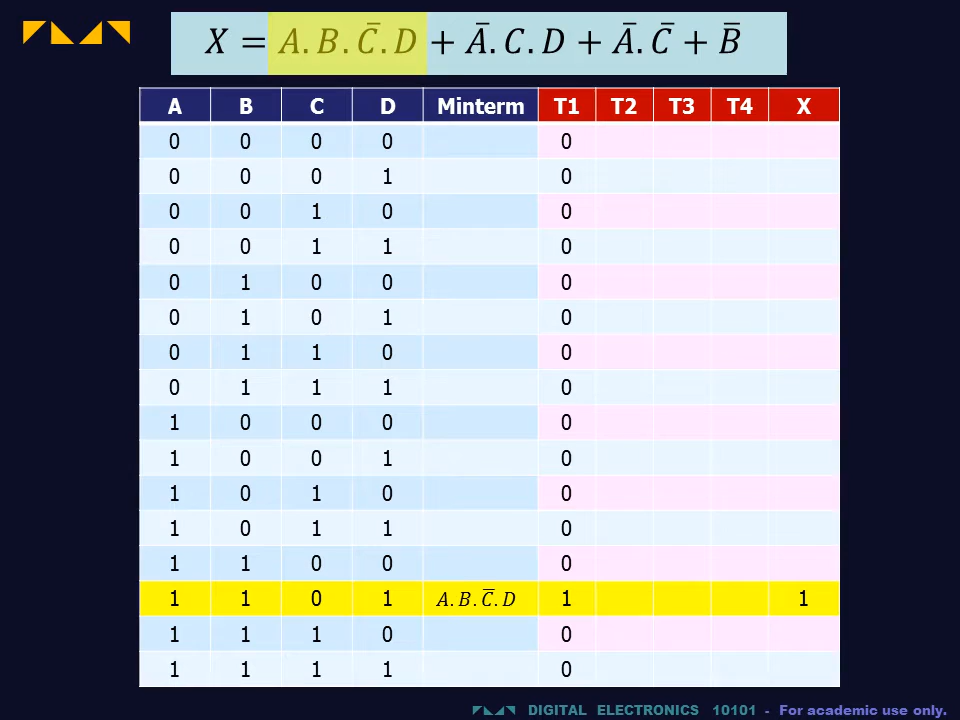 X = A . B . C̅ . D + A̅ . C . D + A̅ . C̅ + B̅
A B C D Minterm T1 T2 T3 T4 X
0 0 0 0 0
0 0 0 1 0
0 0 1 0 0
0 0 1 1 0
0 1 0 0 0
0 1 0 1 0
0 1 1 0 0
0 1 1 1 0
1 0 0 0 0
1 0 0 1 0
1 0 1 0 0
1 0 1 1 0
1 1 0 0 0
1 1 0 1 A . B . C̅ . D 1 1
1 1 1 0 0
1 1 1 1 0
DIGITAL ELECTRONICS 10101 - For academic use only.